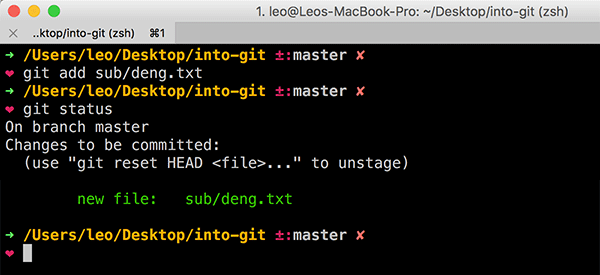 1. leo@Leos-MacBook-Pro: ~/Desktop/into-git (zsh)
× ..ktop/into-git (zsh) ⌘1
➜ /Users/leo/Desktop/into-git ±:master ✘
❤ git add sub/deng.txt
➜ /Users/leo/Desktop/into-git ±:master ✘
❤ git status
On branch master
Changes to be committed:
  (use "git reset HEAD <file>..." to unstage)
        new file:   sub/deng.txt
➜ /Users/leo/Desktop/into-git ±:master ✘
❤